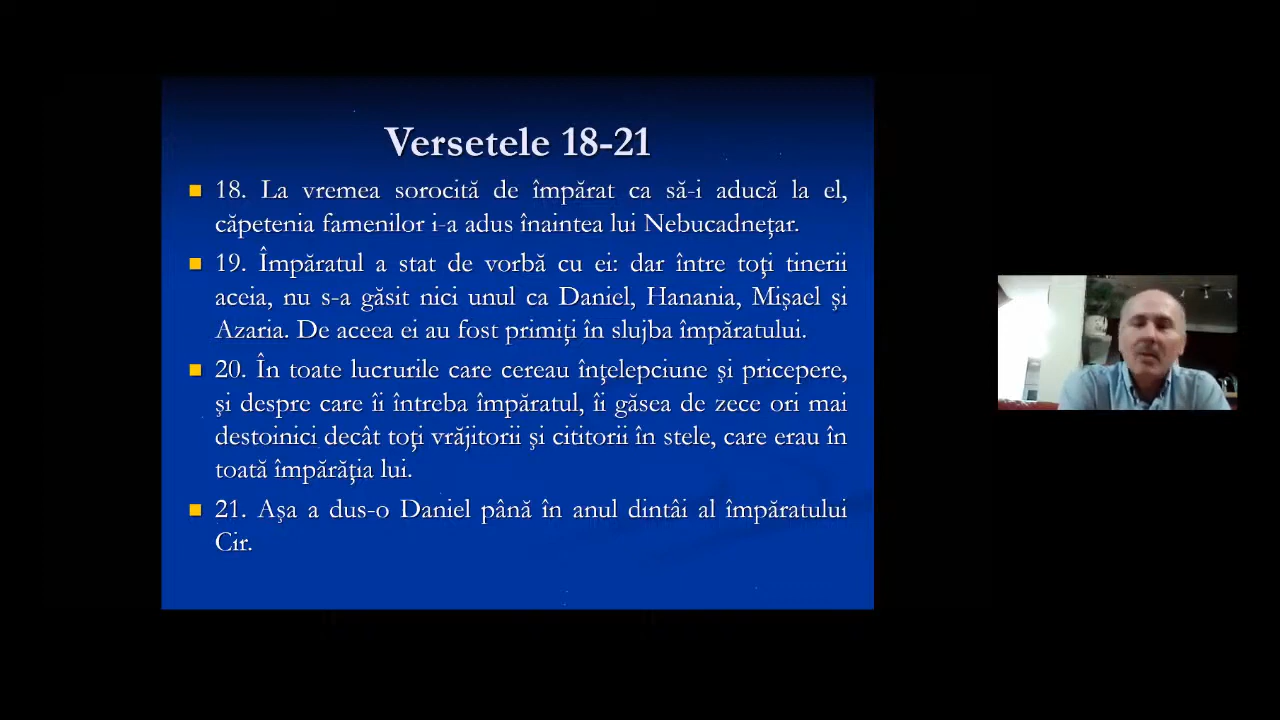 Versetele 18-21
18. La vremea sorocită de împărat ca să-i aducă la el,
căpetenia famenilor i-a adus înaintea lui Nebucadneţar.
19. Împăratul a stat de vorbă cu ei: dar între toţi tinerii
aceia, nu s-a găsit nici unul ca Daniel, Hanania, Mişael şi
Azaria. De aceea ei au fost primiţi în slujba împăratului.
20. În toate lucrurile care cereau înţelepciune şi pricepere,
şi despre care îi întreba împăratul, îi găsea de zece ori mai
destoinici decât toţi vrăjitorii şi cititorii în stele, care erau în
toată împărăţia lui.
21. Aşa a dus-o Daniel până în anul dintâi al împăratului
Cir.